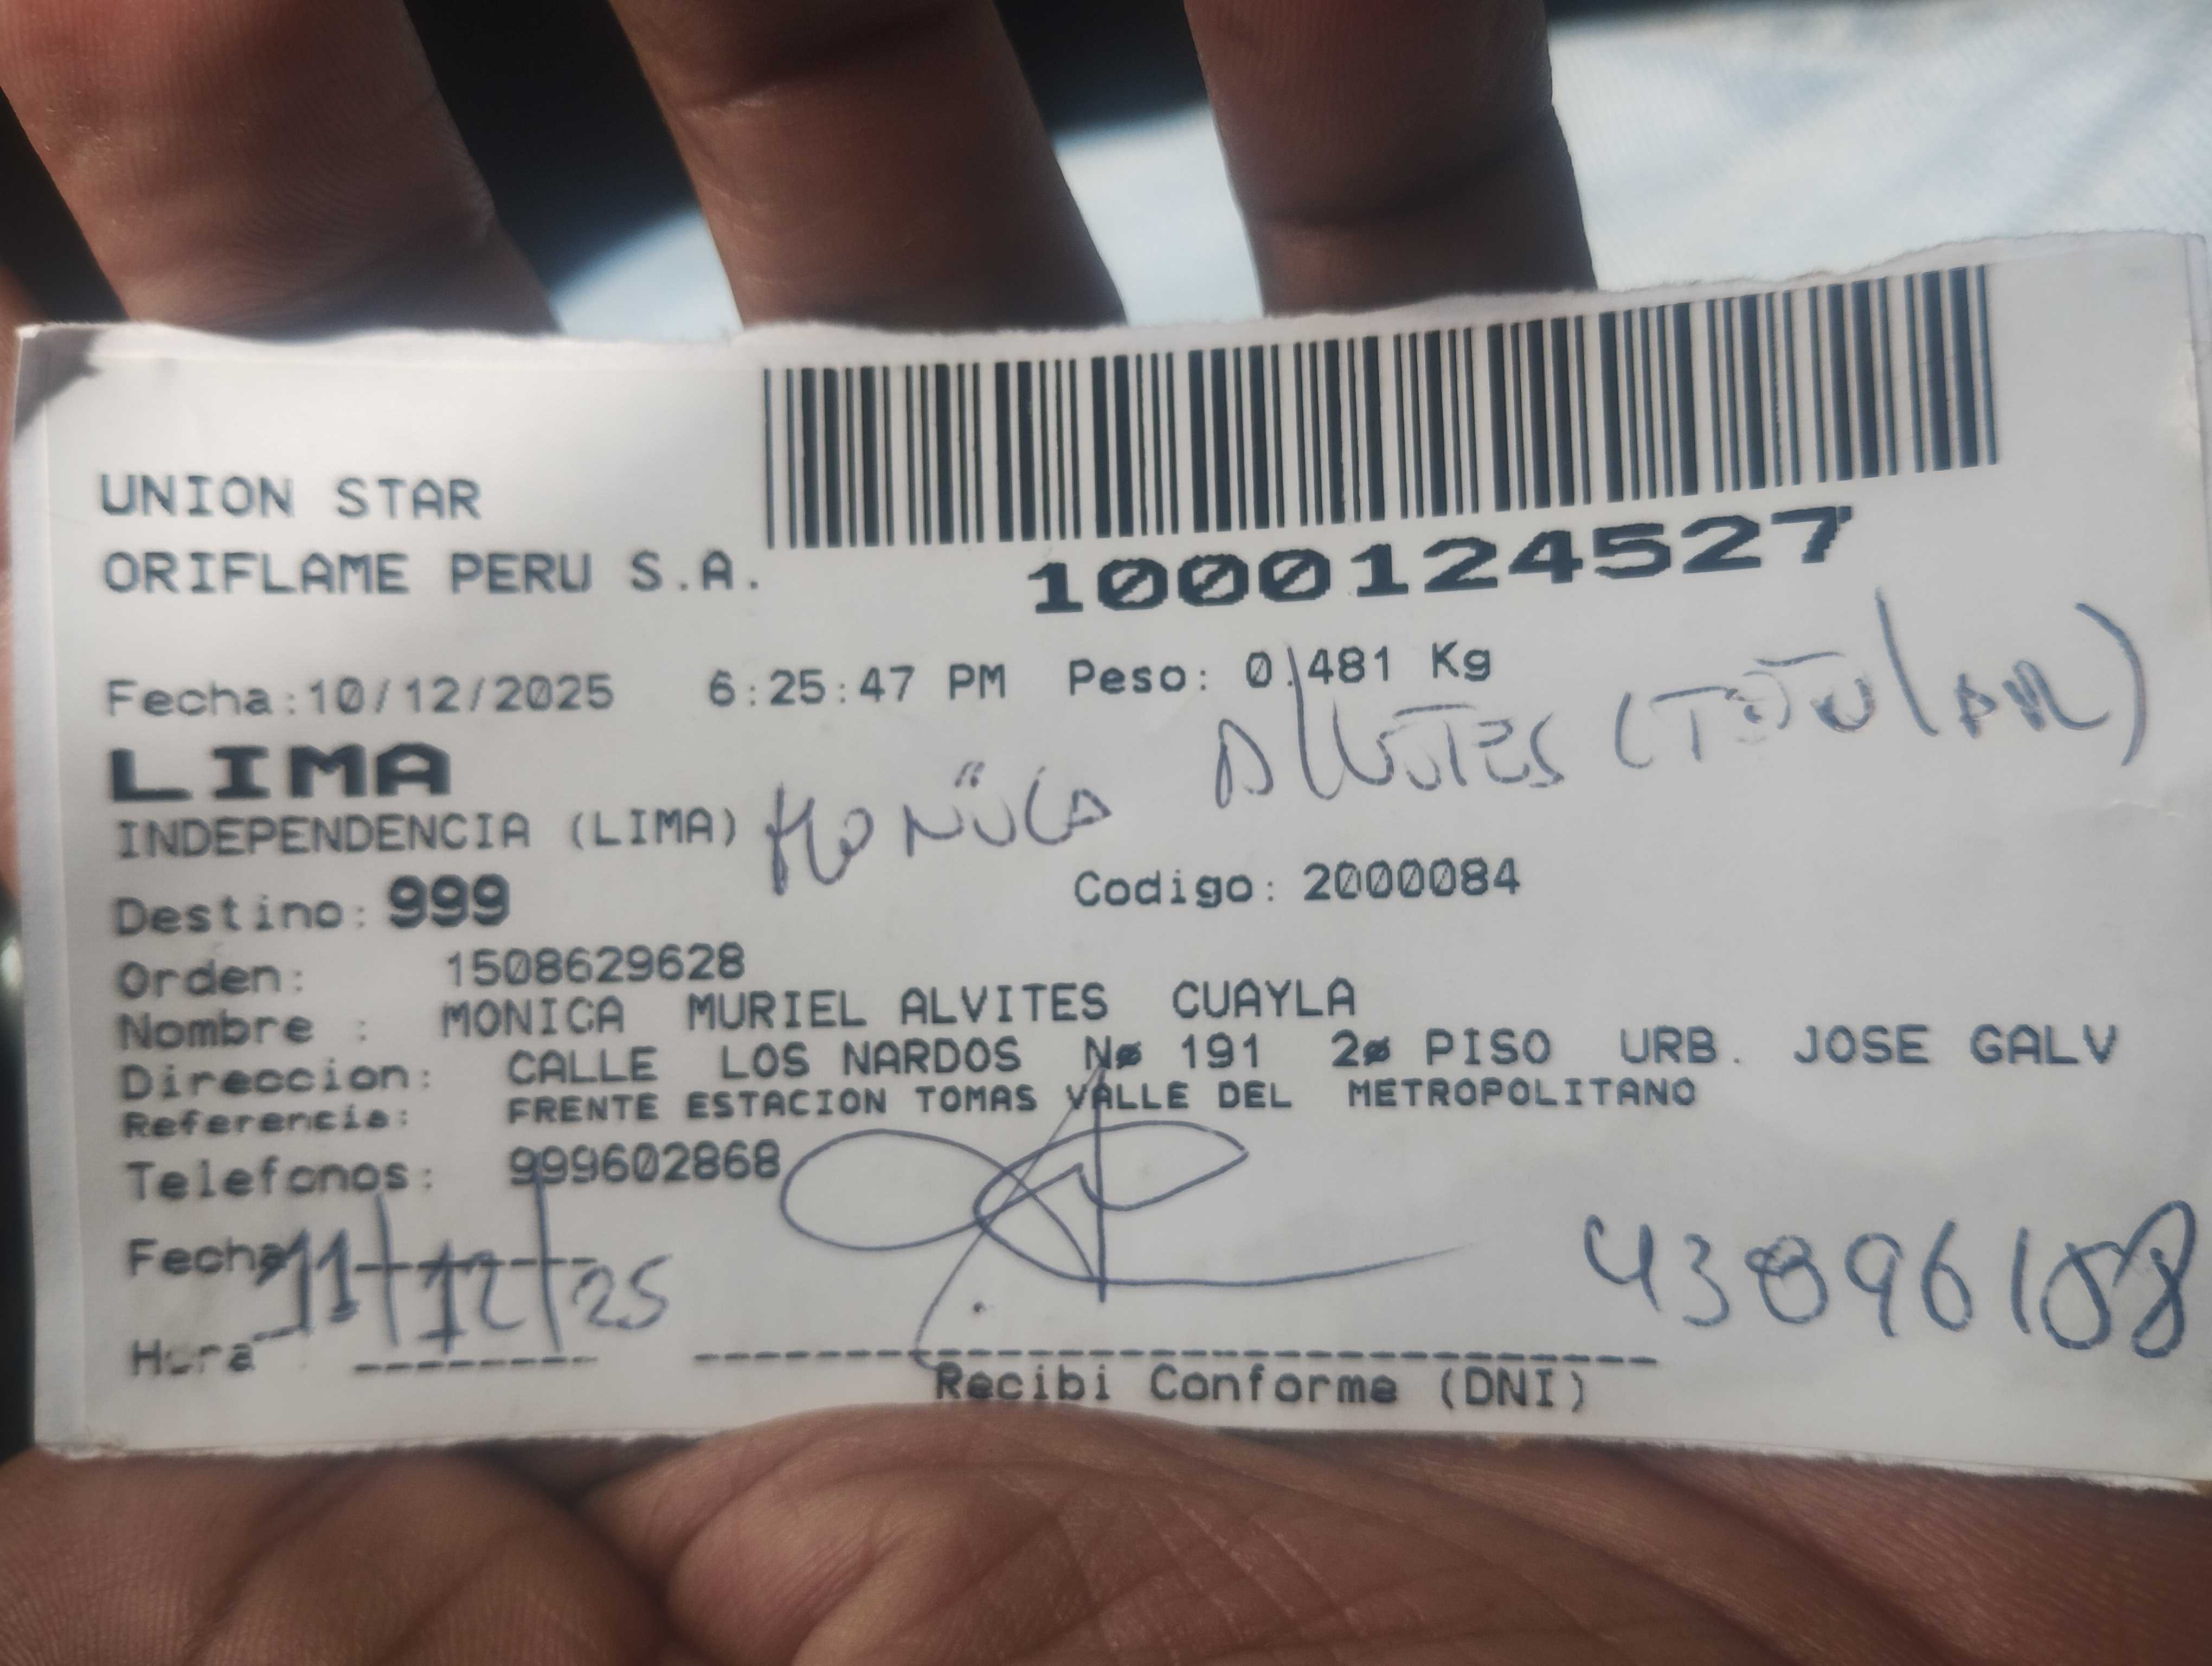 UNION STAR
ORIFLAME PERU S.A.
1000124527
Fecha:10/12/2025 6:25:47 PM Peso: 0.481 Kg
LIMA
INDEPENDENCIA (LIMA) MONICA ALVITES (TITULAR)
Destino: 999 Codigo: 2000084
Orden: 1508629628
Nombre : MONICA MURIEL ALVITES CUAYLA
Direccion: CALLE LOS NARDOS Nø 191 2ø PISO URB. JOSE GALV
Referencia: FRENTE ESTACION TOMAS VALLE DEL METROPOLITANO
Telefonos: 999602868
Fecha 11/12/25 43896108
Hora
Recibi Conforme (DNI)